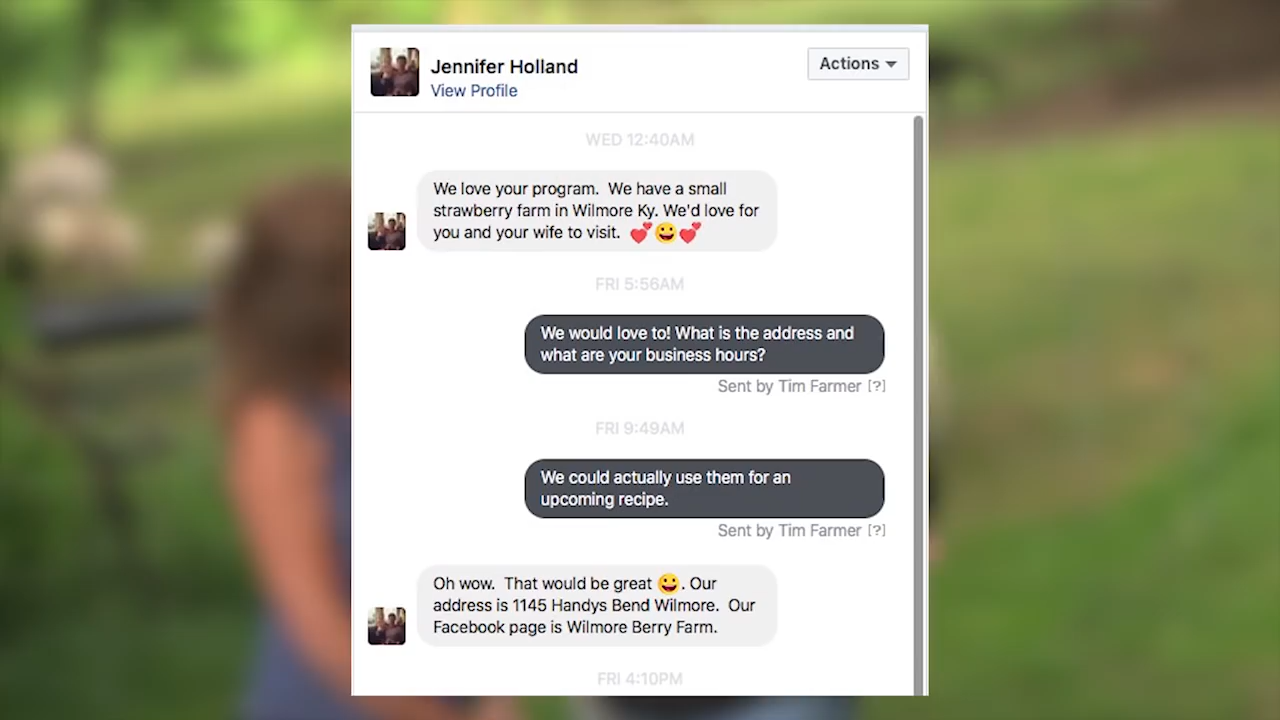 Jennifer Holland
View Profile
Actions
WED 12:40AM
We love your program. We have a small
strawberry farm in Wilmore Ky. We'd love for
you and your wife to visit. 💕😀💕
FRI 5:56AM
We would love to! What is the address and
what are your business hours?
Sent by Tim Farmer [?]
FRI 9:49AM
We could actually use them for an
upcoming recipe.
Sent by Tim Farmer [?]
Oh wow. That would be great 😀. Our
address is 1145 Handys Bend Wilmore. Our
Facebook page is Wilmore Berry Farm.
FRI 4:10PM